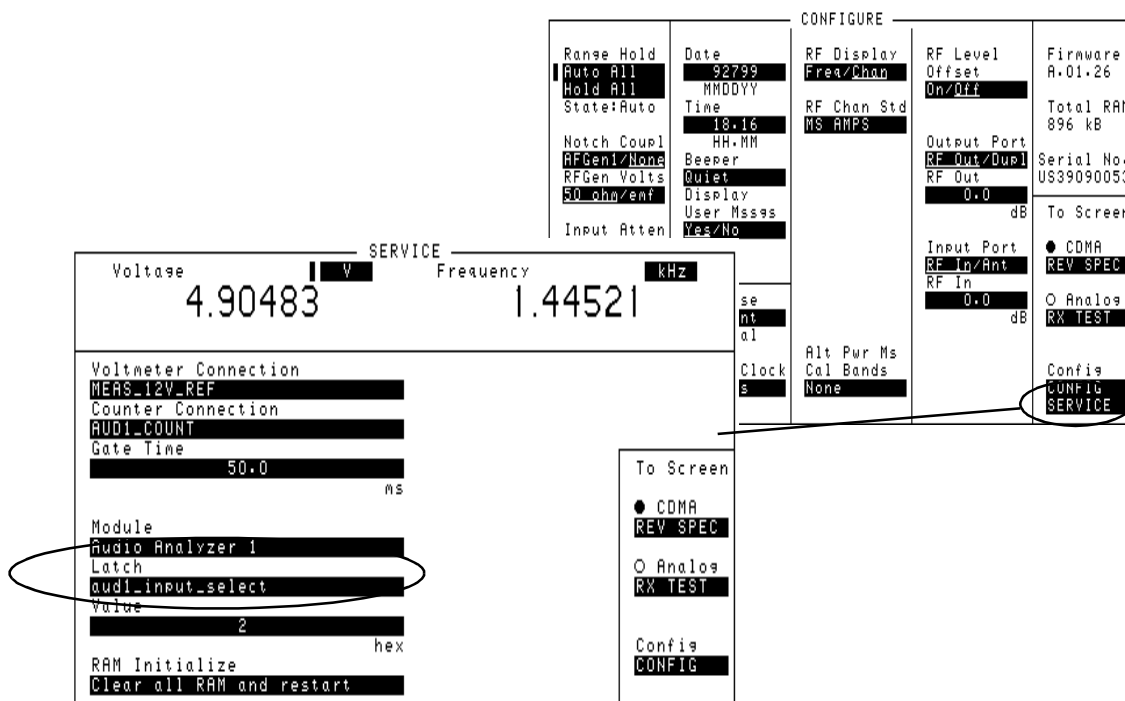 CONFIGURE
Range Hold
Auto All
Hold All
State:Auto
Notch Coupl
AFGen1/None
RFGen Volts
50 ohm/emf
Input Atten
Date
92799
MMDDYY
Time
18.16
HH.MM
Beeper
Quiet
Display
User Mssgs
Yes/No
se
nt
al
Clock
s
RF Display
Freq/Chan
RF Chan Std
MS AMPS
Alt Pwr Ms
Cal Bands
None
RF Level
Offset
On/Off
Output Port
RF Out/Dupl
RF Out
0.0
dB
Input Port
RF In/Ant
RF In
0.0
dB
Firmware
A.01.26
Total RAM
896 kB
Serial No.
US39090053
To Screen
CDMA
REV SPEC
Analog
RX TEST
Config
CONFIG
SERVICE
SERVICE
Voltage
V
4.90483
Frequency
kHz
1.44521
Voltmeter Connection
MEAS_12V_REF
Counter Connection
AUD1_COUNT
Gate Time
50.0
ms
Module
Audio Analyzer 1
Latch
aud1_input_select
Value
2
hex
RAM Initialize
Clear all RAM and restart
To Screen
CDMA
REV SPEC
Analog
RX TEST
Config
CONFIG